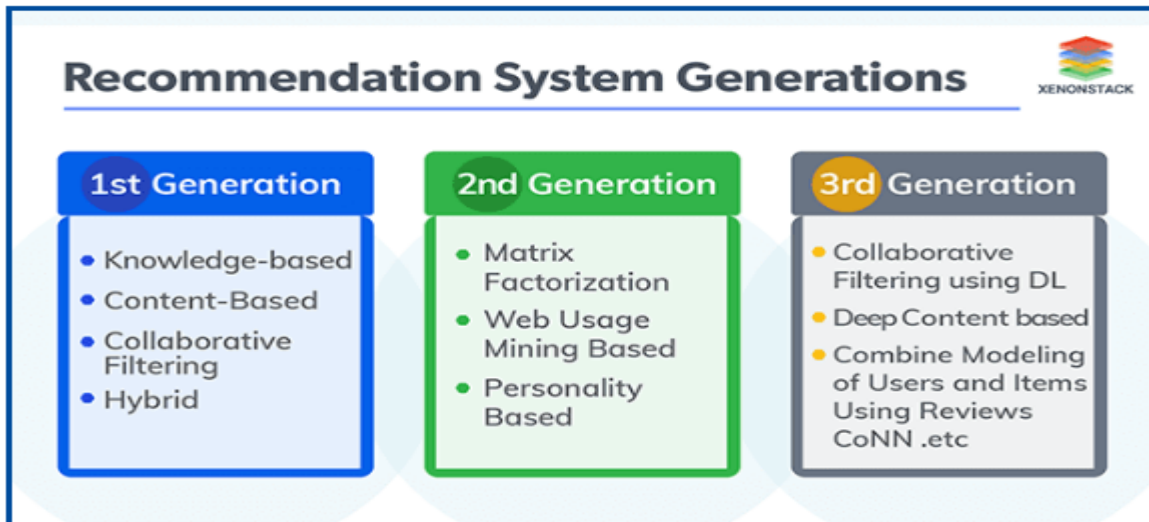 Recommendation System Generations
XENONSTACK
1st Generation
Knowledge-based
Content-Based
Collaborative
Filtering
Hybrid
2nd Generation
Matrix
Factorization
Web Usage
Mining Based
Personality
Based
3rd Generation
Collaborative
Filtering using DL
Deep Content based
Combine Modeling
of Users and Items
Using Reviews
CoNN .etc